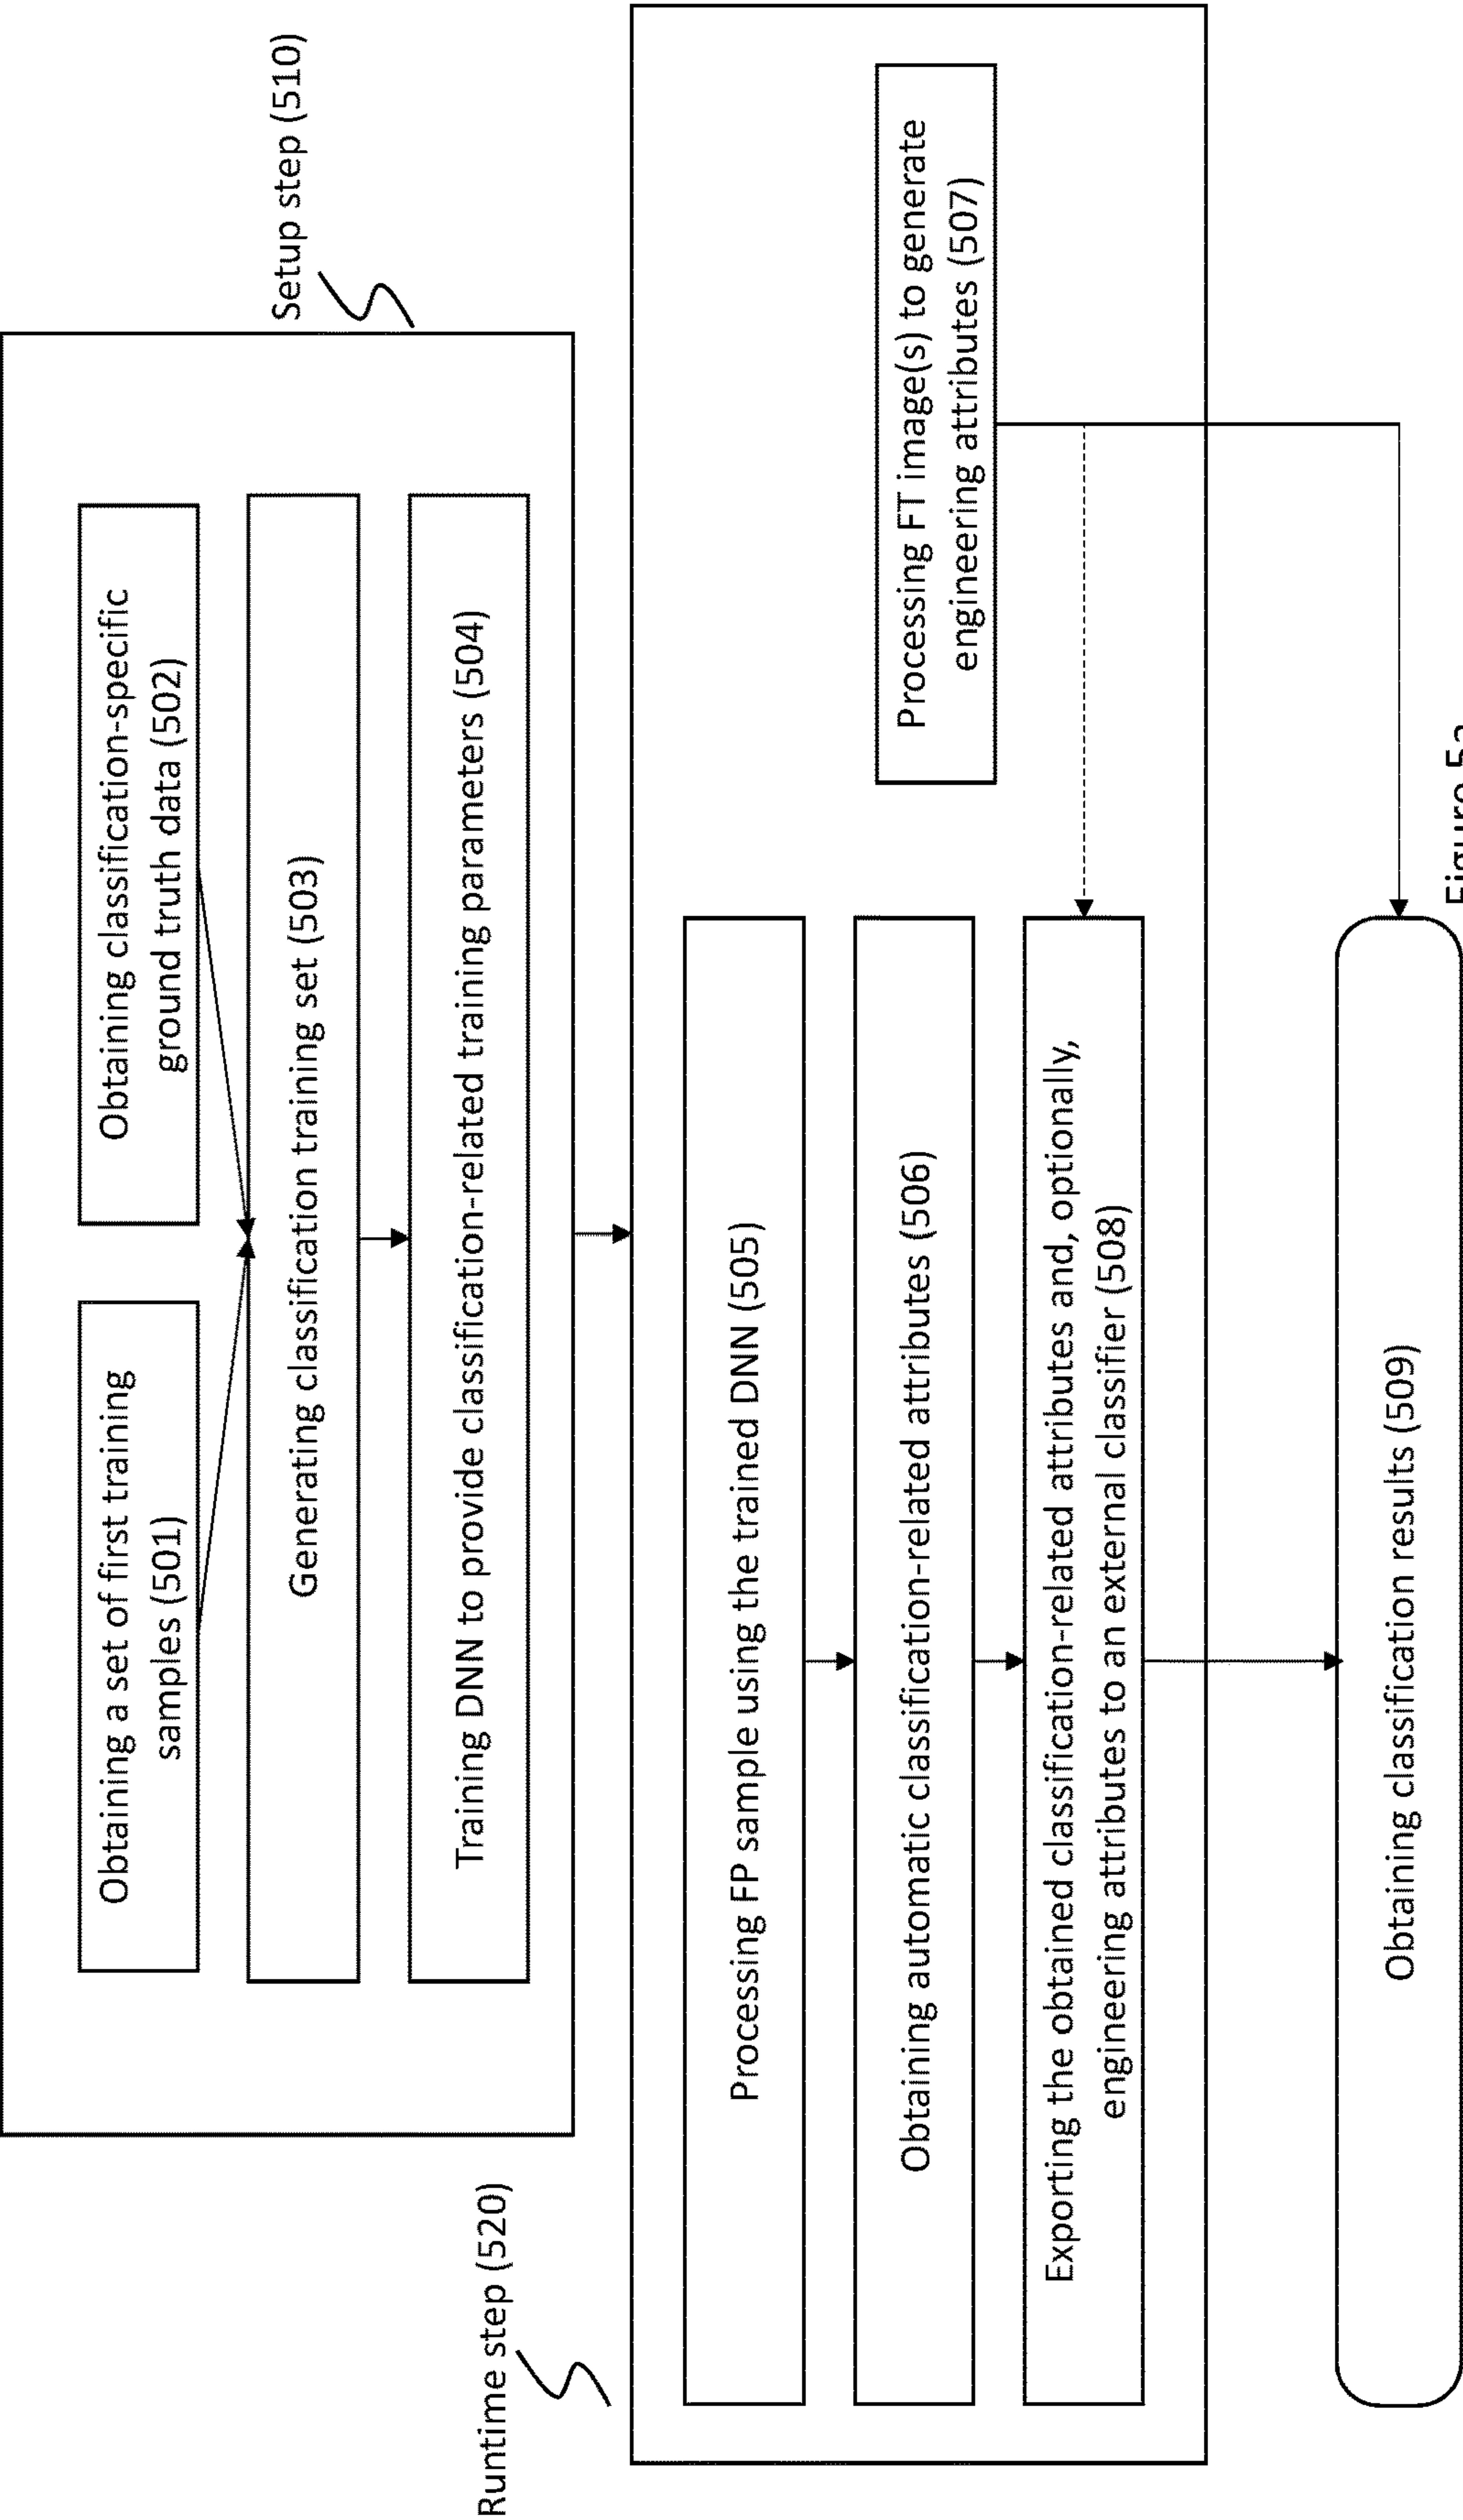 Setup step (510)
Obtaining a set of first training
samples (501)
Obtaining classification-specific
ground truth data (502)
Generating classification training set (503)
Training DNN to provide classification-related training parameters (504)
Runtime step (520)
Processing FP sample using the trained DNN (505)
Obtaining automatic classification-related attributes (506)
Processing FT image(s) to generate
engineering attributes (507)
Exporting the obtained classification-related attributes and, optionally,
engineering attributes to an external classifier (508)
Obtaining classification results (509)
Figure 5a